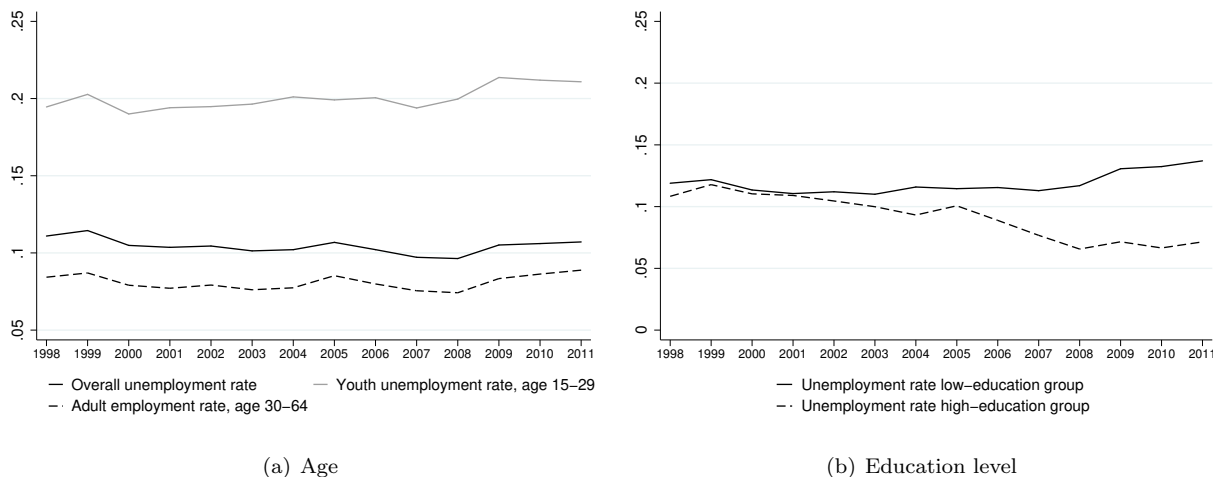 .25
.2
.15
.1
.05
1998 1999 2000 2001 2002 2003 2004 2005 2006 2007 2008 2009 2010 2011
Overall unemployment rate
Youth unemployment rate, age 15−29
Adult employment rate, age 30−64
(a) Age
.25
.2
.15
.1
.05
0
1998 1999 2000 2001 2002 2003 2004 2005 2006 2007 2008 2009 2010 2011
Unemployment rate low−education group
Unemployment rate high−education group
(b) Education level